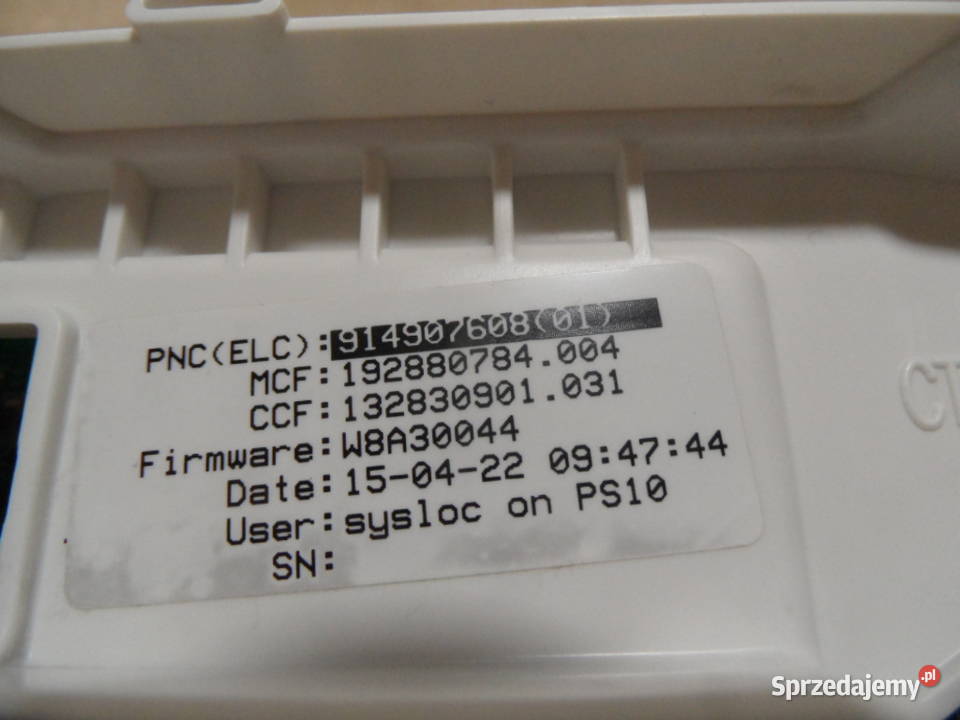 PNC(ELC):914907608(01)
MCF:192880784.004
CCF:132830901.031
Firmware:W8A30044
Date:15-04-22 09:47:44
User:sysloc on PS10
SN:
Sprzedajemy.pl